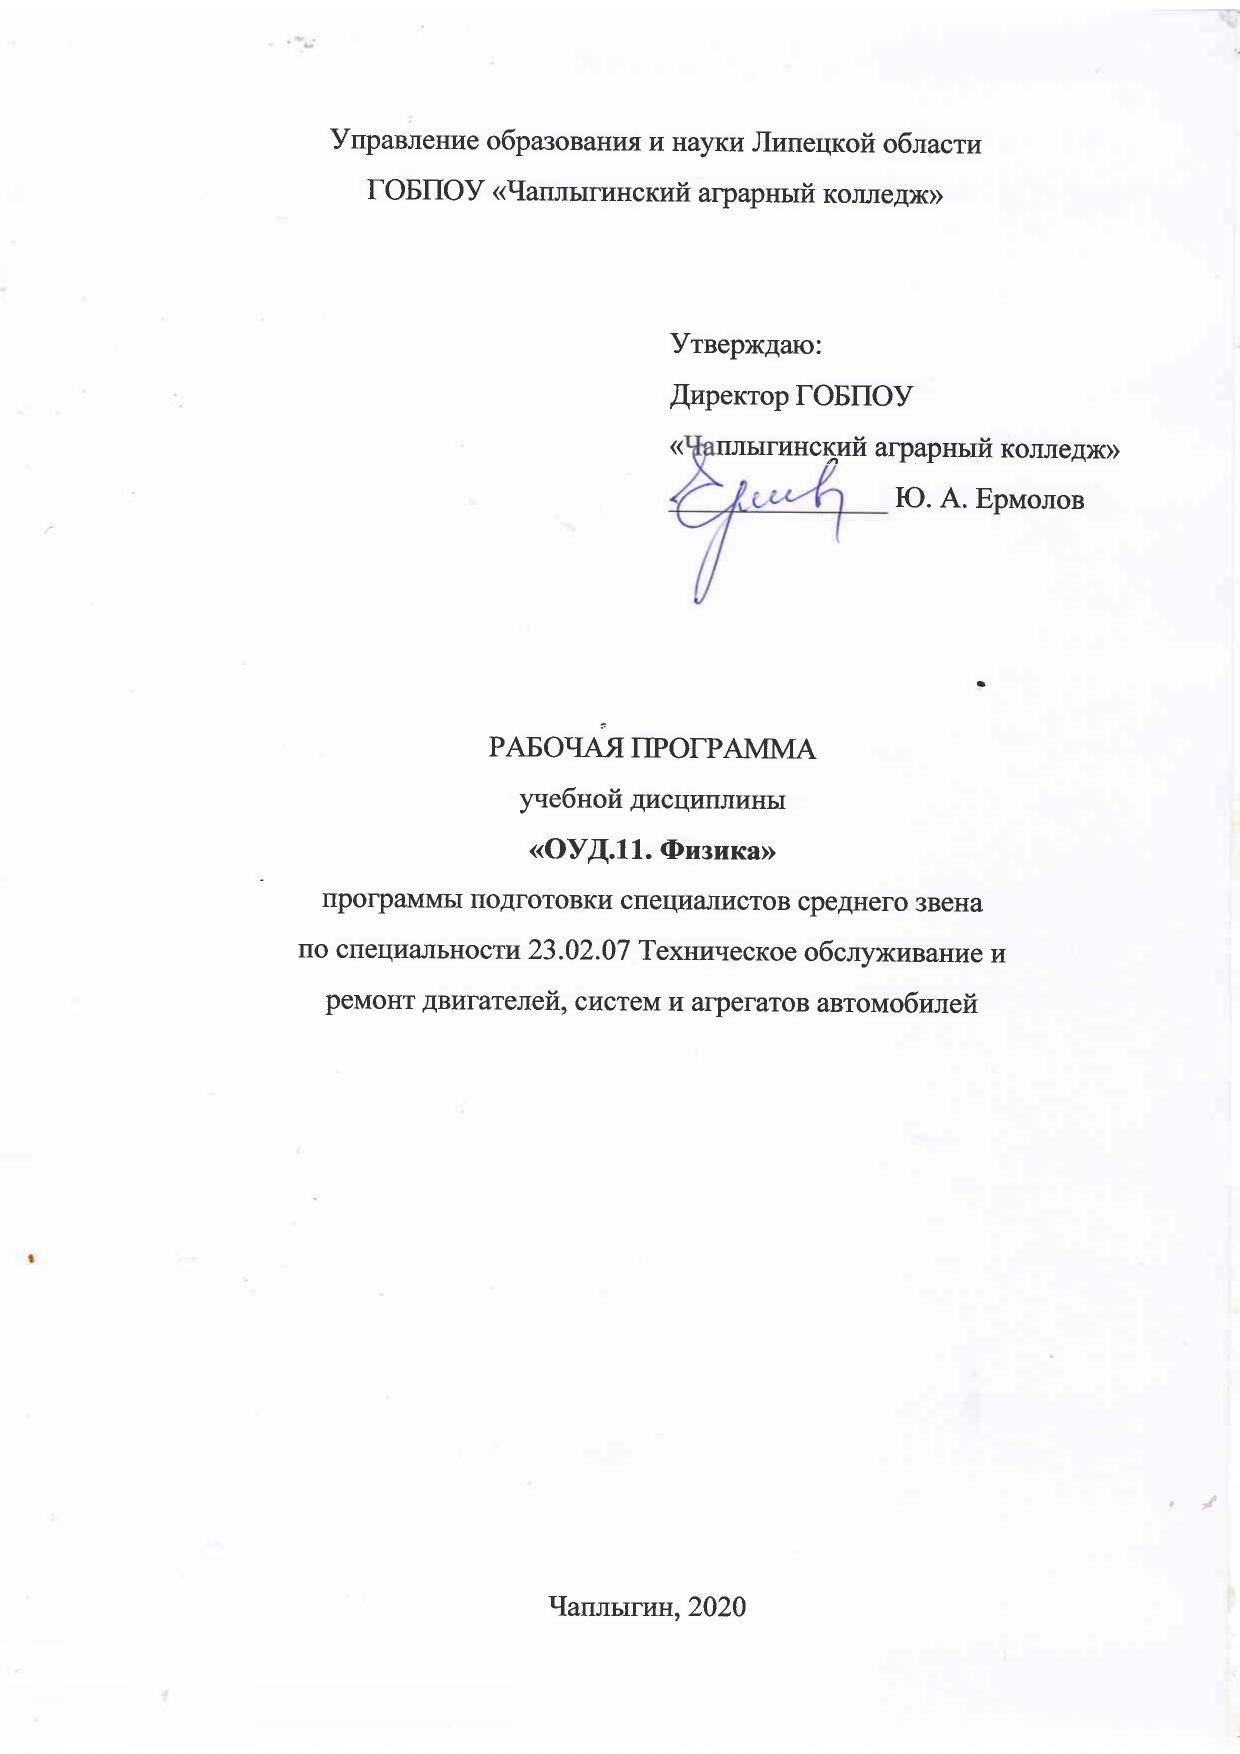 Управление образования и науки Липецкой области
ГОБПОУ «Чаплыгинский аграрный колледж»
Утверждаю:
Директор ГОБПОУ
«Чаплыгинский аграрный колледж»
Ю. А. Ермолов
РАБОЧАЯ ПРОГРАММА
учебной дисциплины
«ОУД.11. Физика»
программы подготовки специалистов среднего звена
по специальности 23.02.07 Техническое обслуживание и
ремонт двигателей, систем и агрегатов автомобилей
Чаплыгин, 2020